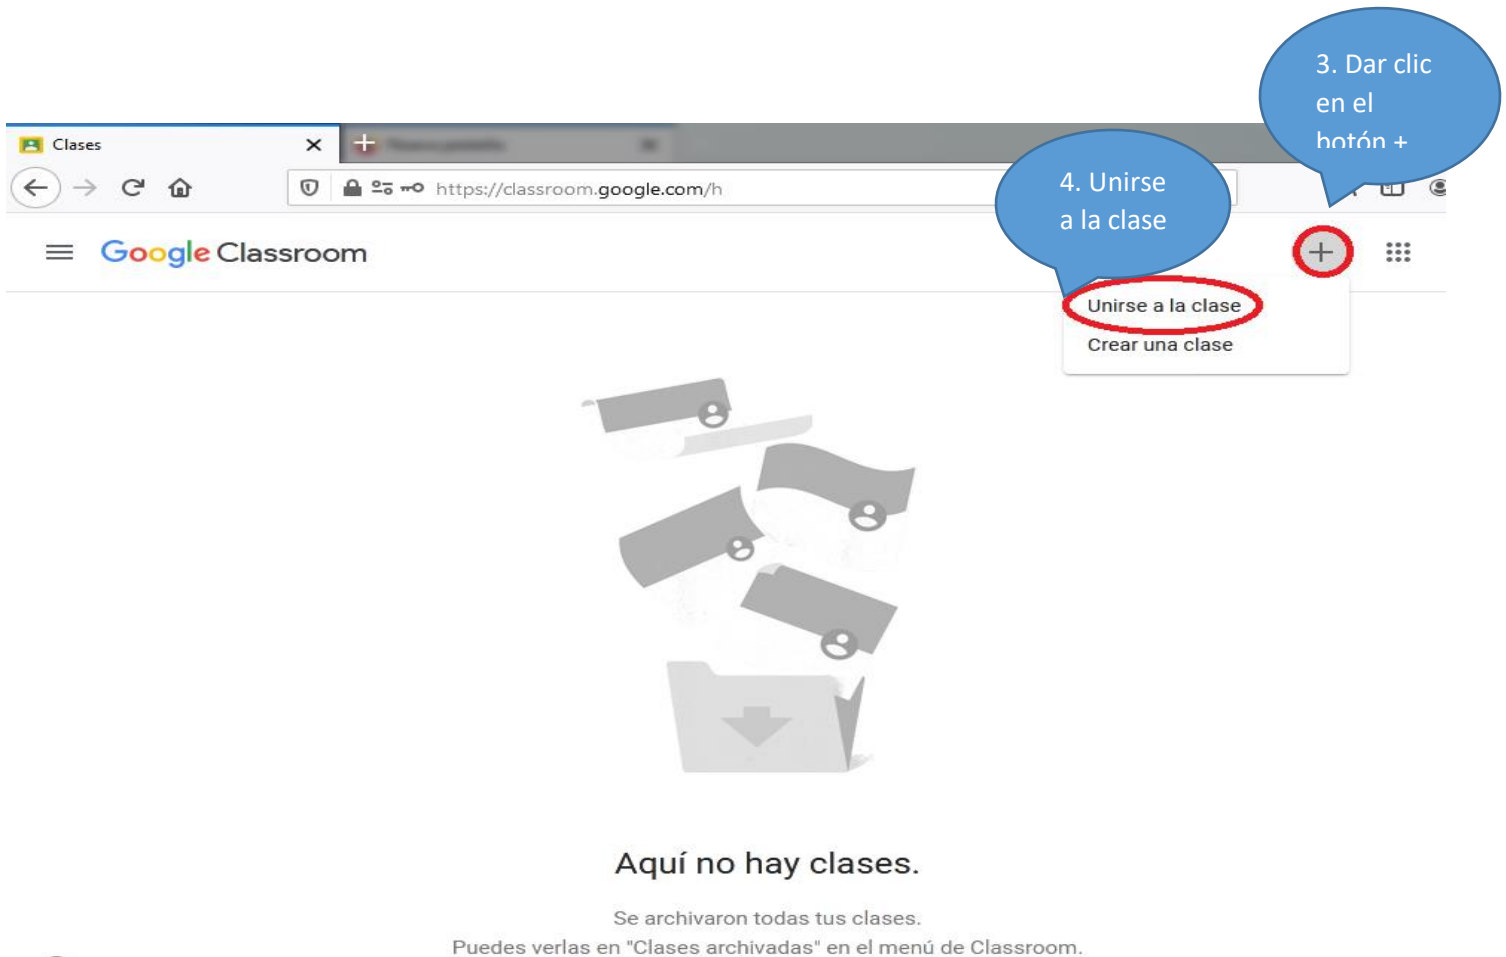 3. Dar clic
en el
botón +
Clases
4. Unirse
a la clase
https://classroom.google.com/h
Google Classroom
Unirse a la clase
Crear una clase
Aquí no hay clases.
Se archivaron todas tus clases.
Puedes verlas en "Clases archivadas" en el menú de Classroom.